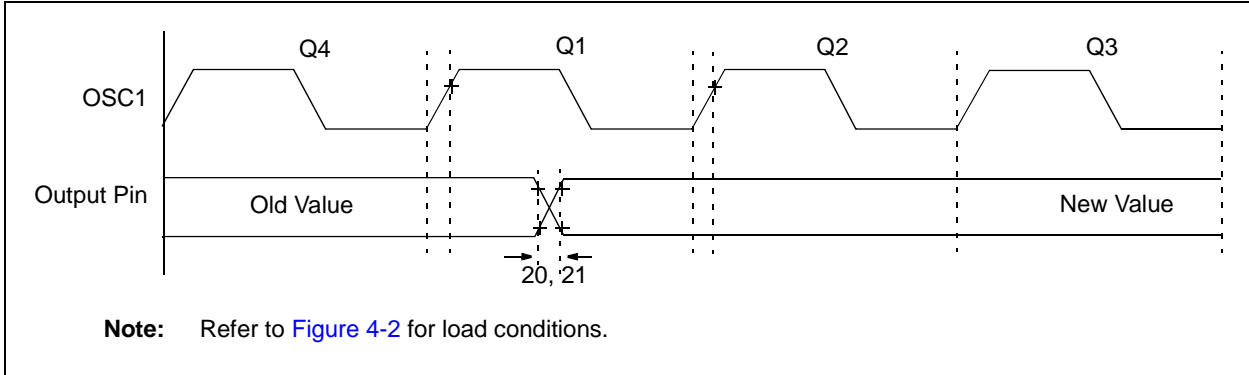 Q4 Q1 Q2 Q3
OSC1
Output Pin
Old Value
New Value
20, 21
Note: Refer to Figure 4-2 for load conditions.